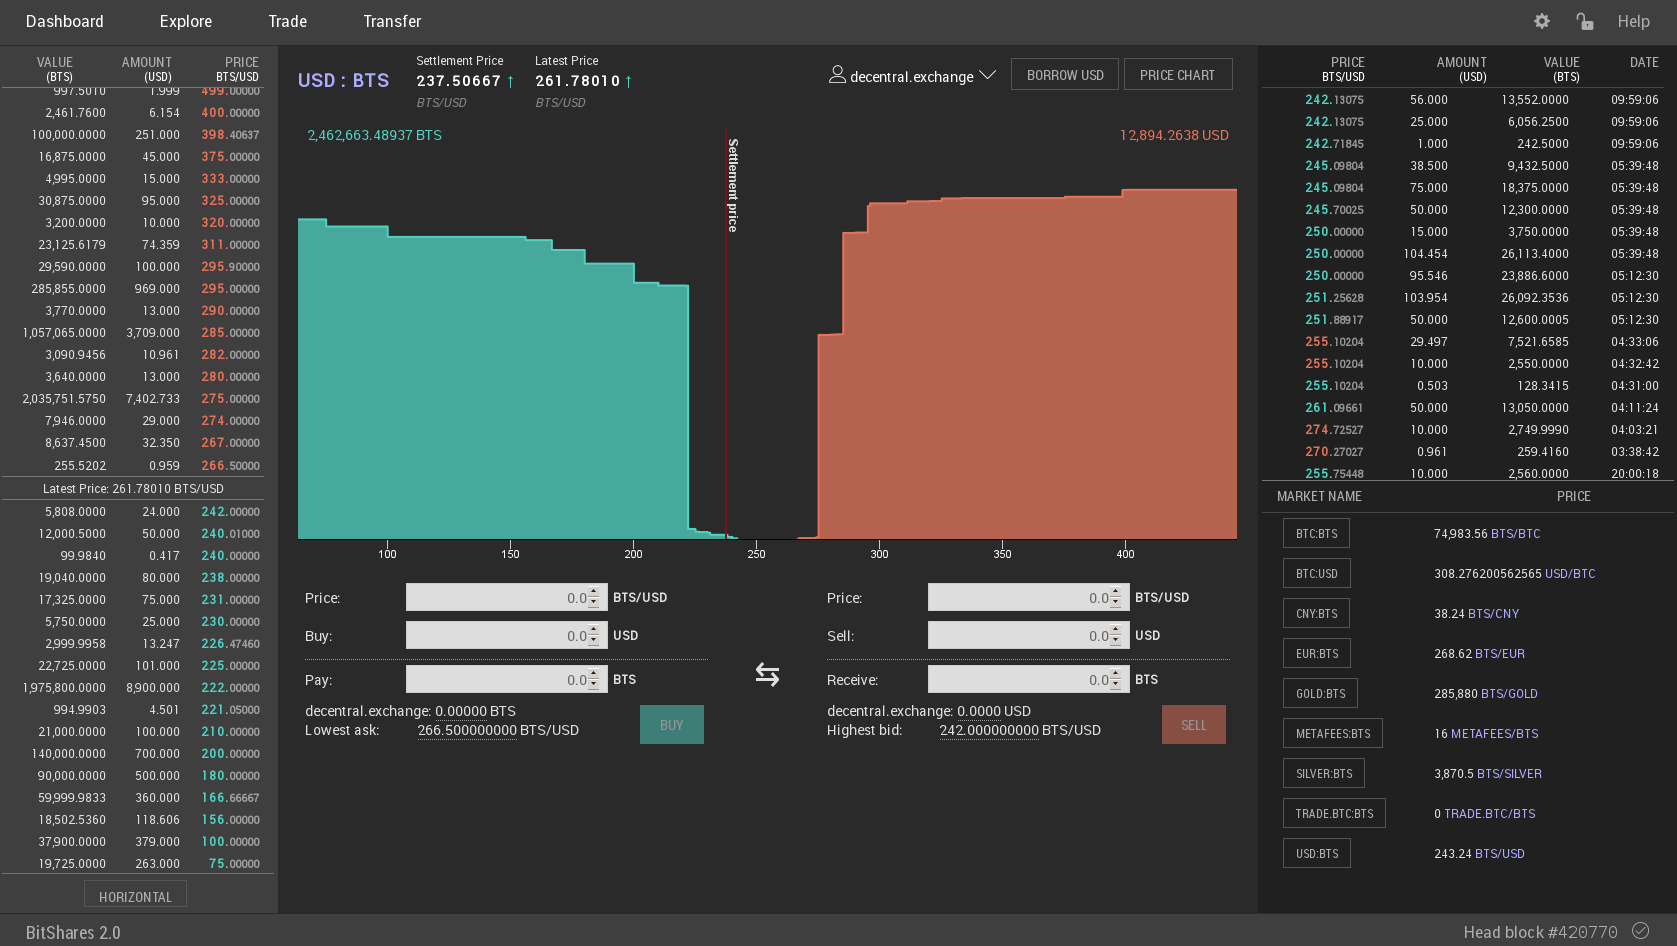 Dashboard Explore Trade Transfer Help
VALUE (BTS) AMOUNT (USD) PRICE BTS/USD
997.5010 1.999 499.00000
2,461.7600 6.154 400.00000
100,000.0000 251.000 398.40637
16,875.0000 45.000 375.00000
4,995.0000 15.000 333.00000
30,875.0000 95.000 325.00000
3,200.0000 10.000 320.00000
23,125.6179 74.359 311.00000
29,590.0000 100.000 295.90000
285,855.0000 969.000 295.00000
3,770.0000 13.000 290.00000
1,057,065.0000 3,709.000 285.00000
3,090.9456 10.961 282.00000
3,640.0000 13.000 280.00000
2,035,751.5750 7,402.733 275.00000
7,946.0000 29.000 274.00000
8,637.4500 32.350 267.00000
255.5202 0.959 266.50000
Latest Price: 261.78010 BTS/USD
5,808.0000 24.000 242.00000
12,000.5000 50.000 240.01000
99.9840 0.417 240.00000
19,040.0000 80.000 238.00000
17,325.0000 75.000 231.00000
5,750.0000 25.000 230.00000
2,999.9958 13.247 226.47460
22,725.0000 101.000 225.00000
1,975,800.0000 8,900.000 222.00000
994.9903 4.501 221.05000
21,000.0000 100.000 210.00000
140,000.0000 700.000 200.00000
90,000.0000 500.000 180.00000
59,999.9833 360.000 166.66667
18,502.5360 118.606 156.00000
37,900.0000 379.000 100.00000
19,725.0000 263.000 75.00000
HORIZONTAL
USD : BTS
Settlement Price
237.50667 ↑
BTS/USD
Latest Price
261.78010 ↑
BTS/USD
decentral.exchange
BORROW USD
PRICE CHART
2,462,663.48937 BTS
12,894.2638 USD
Settlement price
100 150 200 250 300 350 400
Price: 0.0 BTS/USD
Buy: 0.0 USD
Pay: 0.0 BTS
decentral.exchange: 0.00000 BTS
Lowest ask: 266.500000000 BTS/USD
BUY
Price: 0.0 BTS/USD
Sell: 0.0 USD
Receive: 0.0 BTS
decentral.exchange: 0.0000 USD
Highest bid: 242.000000000 BTS/USD
SELL
PRICE BTS/USD AMOUNT (USD) VALUE (BTS) DATE
242.13075 56.000 13,552.0000 09:59:06
242.13075 25.000 6,056.2500 09:59:06
242.71845 1.000 242.5000 09:59:06
245.09804 38.500 9,432.5000 05:39:48
245.09804 75.000 18,375.0000 05:39:48
245.70025 50.000 12,300.0000 05:39:48
250.00000 15.000 3,750.0000 05:39:48
250.00000 104.454 26,113.4000 05:39:48
250.00000 95.546 23,886.6000 05:12:30
251.25628 103.954 26,092.3536 05:12:30
251.88917 50.000 12,600.0005 05:12:30
255.10204 29.497 7,521.6585 04:33:06
255.10204 10.000 2,550.0000 04:32:42
255.10204 0.503 128.3415 04:31:00
261.09661 50.000 13,050.0000 04:11:24
274.72527 10.000 2,749.9990 04:03:21
270.27027 0.961 259.4160 03:38:42
255.75448 10.000 2,560.0000 20:00:18
MARKET NAME PRICE
BTC:BTS 74,983.56 BTS/BTC
BTC:USD 308.276200562565 USD/BTC
CNY:BTS 38.24 BTS/CNY
EUR:BTS 268.62 BTS/EUR
GOLD:BTS 285,880 BTS/GOLD
METAFEES:BTS 16 METAFEES/BTS
SILVER:BTS 3,870.5 BTS/SILVER
TRADE.BTC:BTS 0 TRADE.BTC/BTS
USD:BTS 243.24 BTS/USD
BitShares 2.0
Head block #420770